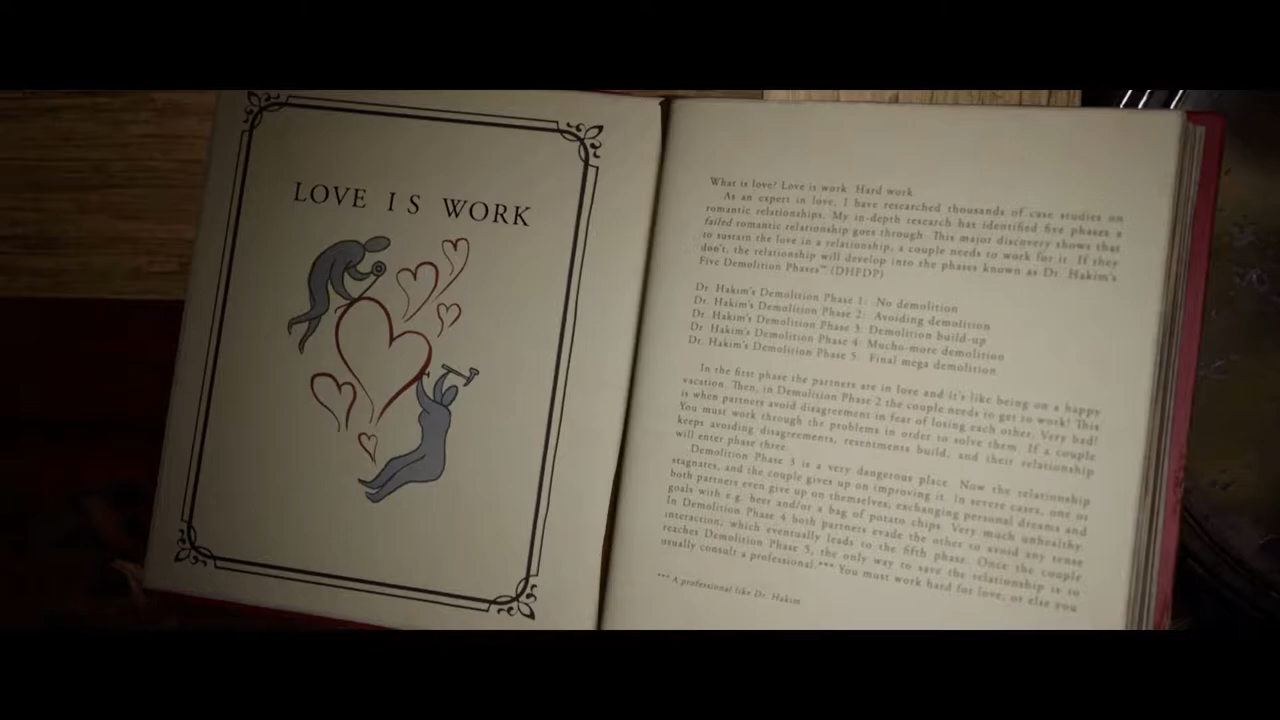 LOVE IS WORK
What is love? Love is work. Hard work.
As an expert in love, I have researched thousands of case studies on
romantic relationships. My in-depth research has identified five phases a
failed romantic relationship goes through. This major discovery shows that
to sustain the love in a relationship, a couple needs to work for it. If they
don't, the relationship will develop into the phases known as Dr. Hakim's
Five Demolition Phases™ (DHFDP)
Dr. Hakim's Demolition Phase 1: No demolition
Dr. Hakim's Demolition Phase 2: Avoiding demolition
Dr. Hakim's Demolition Phase 3: Demolition build-up
Dr. Hakim's Demolition Phase 4: Mucho-more demolition
Dr. Hakim's Demolition Phase 5: Final mega demolition
In the first phase the partners are in love and it's like being on a happy
vacation. Then, in Demolition Phase 2 the couple needs to get to work! This
is when partners avoid disagreement in fear of losing each other. Very bad!
You must work through the problems in order to solve them. If a couple
keeps avoiding disagreements, resentments build, and their relationship
will enter phase three.
Demolition Phase 3 is a very dangerous place. Now the relationship
stagnates, and the couple gives up on improving it. In severe cases, one or
both partners even give up on themselves, exchanging personal dreams and
goals with e.g. beer and/or a bag of potato chips. Very much unhealthy.
In Demolition Phase 4 both partners evade the other to avoid any tense
interaction, which eventually leads to the fifth phase. Once the couple
reaches Demolition Phase 5, the only way to save the relationship is to
usually consult a professional.*** You must work hard for love, or else you
*** A professional like Dr. Hakim